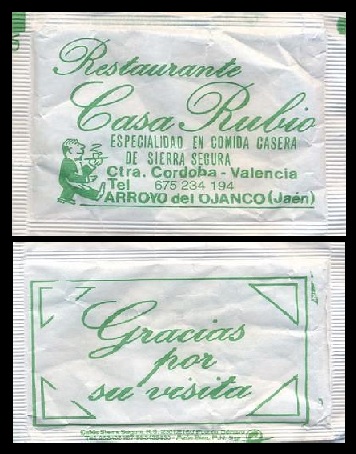 Restaurante
Casa Rubio
ESPECIALIDAD EN COMIDA CASERA
DE SIERRA SEGURA
Ctra. Cordoba - Valencia
Tel 675 234 194
ARROYO del OJANCO (Jaén)
Gracias
por
su visita